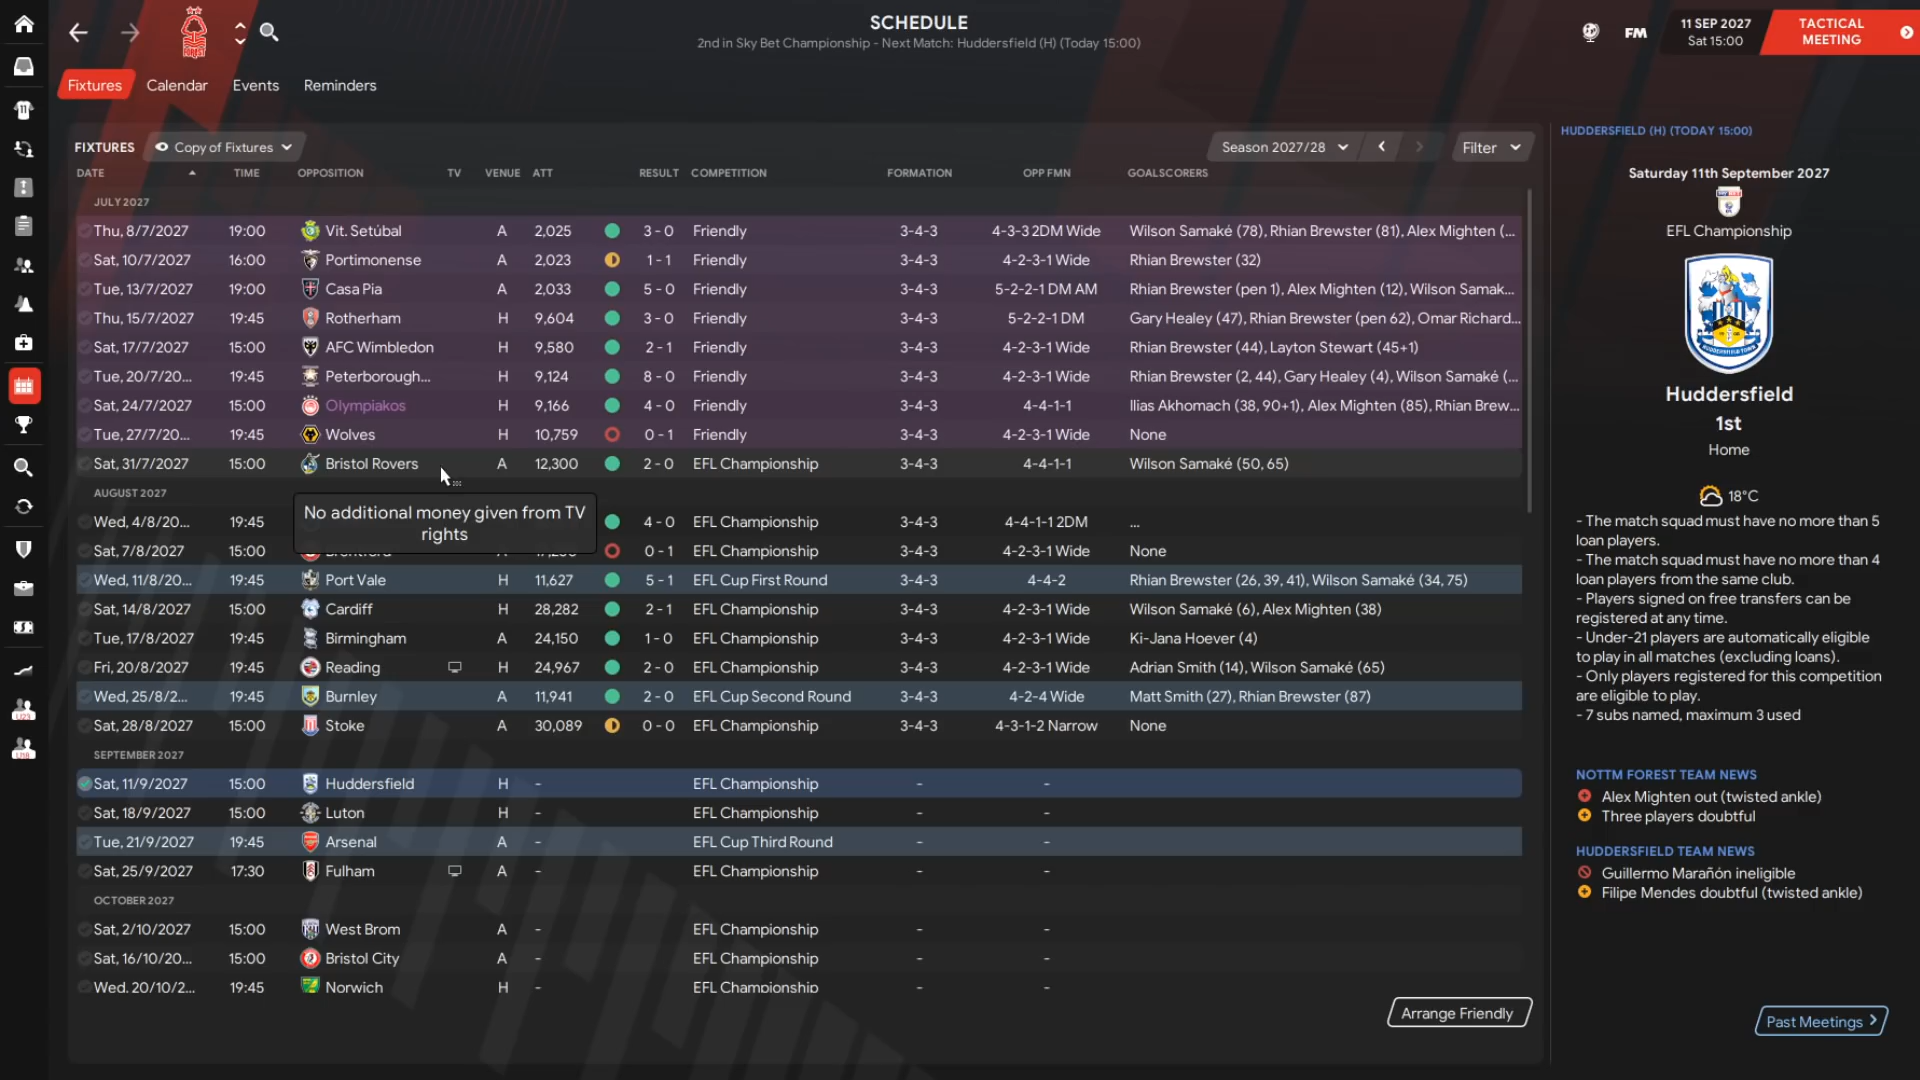 SCHEDULE
2nd in Sky Bet Championship - Next Match: Huddersfield (H) (Today 15:00)
FM
11 SEP 2027
Sat 15:00
TACTICAL
MEETING
Fixtures Calendar Events Reminders
FIXTURES Copy of Fixtures Season 2027/28 Filter
DATE TIME OPPOSITION TV VENUE ATT RESULT COMPETITION FORMATION OPP FMN GOALSCORERS
JULY 2027
Thu, 8/7/2027 19:00 Vit. Setúbal A 2,025 3 - 0 Friendly 3-4-3 4-3-3 2DM Wide Wilson Samaké (78), Rhian Brewster (81), Alex Mighten (...
Sat, 10/7/2027 16:00 Portimonense A 2,023 1 - 1 Friendly 3-4-3 4-2-3-1 Wide Rhian Brewster (32)
Tue, 13/7/2027 19:00 Casa Pia A 2,033 5 - 0 Friendly 3-4-3 5-2-2-1 DM AM Rhian Brewster (pen 1), Alex Mighten (12), Wilson Samak...
Thu, 15/7/2027 19:45 Rotherham H 9,604 3 - 0 Friendly 3-4-3 5-2-2-1 DM Gary Healey (47), Rhian Brewster (pen 62), Omar Richard...
Sat, 17/7/2027 15:00 AFC Wimbledon H 9,580 2 - 1 Friendly 3-4-3 4-2-3-1 Wide Rhian Brewster (44), Layton Stewart (45+1)
Tue, 20/7/20... 19:45 Peterborough... H 9,124 8 - 0 Friendly 3-4-3 4-2-3-1 Wide Rhian Brewster (2, 44), Gary Healey (4), Wilson Samaké (...
Sat, 24/7/2027 15:00 Olympiakos H 9,166 4 - 0 Friendly 3-4-3 4-4-1-1 Ilias Akhomach (38, 90+1), Alex Mighten (85), Rhian Brew...
Tue, 27/7/20... 19:45 Wolves H 10,759 0 - 1 Friendly 3-4-3 4-2-3-1 Wide None
Sat, 31/7/2027 15:00 Bristol Rovers A 12,300 2 - 0 EFL Championship 3-4-3 4-4-1-1 Wilson Samaké (50, 65)
AUGUST 2027
No additional money given from TV
rights
Wed, 4/8/20... 19:45 4 - 0 EFL Championship 3-4-3 4-4-1-1 2DM ...
Sat, 7/8/2027 15:00 0 - 1 EFL Championship 3-4-3 4-2-3-1 Wide None
Wed, 11/8/20... 19:45 Port Vale H 11,627 5 - 1 EFL Cup First Round 3-4-3 4-4-2 Rhian Brewster (26, 39, 41), Wilson Samaké (34, 75)
Sat, 14/8/2027 15:00 Cardiff H 28,282 2 - 1 EFL Championship 3-4-3 4-2-3-1 Wide Wilson Samaké (6), Alex Mighten (38)
Tue, 17/8/2027 19:45 Birmingham A 24,150 1 - 0 EFL Championship 3-4-3 4-2-3-1 Wide Ki-Jana Hoever (4)
Fri, 20/8/2027 19:45 Reading H 24,967 2 - 0 EFL Championship 3-4-3 4-2-3-1 Wide Adrian Smith (14), Wilson Samaké (65)
Wed, 25/8/2... 19:45 Burnley A 11,941 2 - 0 EFL Cup Second Round 3-4-3 4-2-4 Wide Matt Smith (27), Rhian Brewster (87)
Sat, 28/8/2027 15:00 Stoke A 30,089 0 - 0 EFL Championship 3-4-3 4-3-1-2 Narrow None
SEPTEMBER 2027
Sat, 11/9/2027 15:00 Huddersfield H - EFL Championship - -
Sat, 18/9/2027 15:00 Luton H - EFL Championship - -
Tue, 21/9/2027 19:45 Arsenal A - EFL Cup Third Round - -
Sat, 25/9/2027 17:30 Fulham A - EFL Championship - -
OCTOBER 2027
Sat, 2/10/2027 15:00 West Brom A - EFL Championship - -
Sat, 16/10/20... 15:00 Bristol City A - EFL Championship - -
Wed, 20/10/2... 19:45 Norwich H - EFL Championship - -
Arrange Friendly
HUDDERSFIELD (H) (TODAY 15:00)
Saturday 11th September 2027
EFL Championship
Huddersfield
1st
Home
18°C
- The match squad must have no more than 5
loan players.
- The match squad must have no more than 4
loan players from the same club.
- Players signed on free transfers can be
registered at any time.
- Under-21 players are automatically eligible
to play in all matches (excluding loans).
- Only players registered for this competition
are eligible to play.
- 7 subs named, maximum 3 used
NOTTM FOREST TEAM NEWS
Alex Mighten out (twisted ankle)
Three players doubtful
HUDDERSFIELD TEAM NEWS
Guillermo Marañón ineligible
Filipe Mendes doubtful (twisted ankle)
Past Meetings